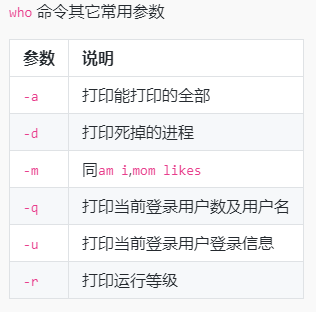 who 命令其它常用参数
参数 说明
-a 打印能打印的全部
-d 打印死掉的进程
-m 同am i,mom likes
-q 打印当前登录用户数及用户名
-u 打印当前登录用户登录信息
-r 打印运行等级